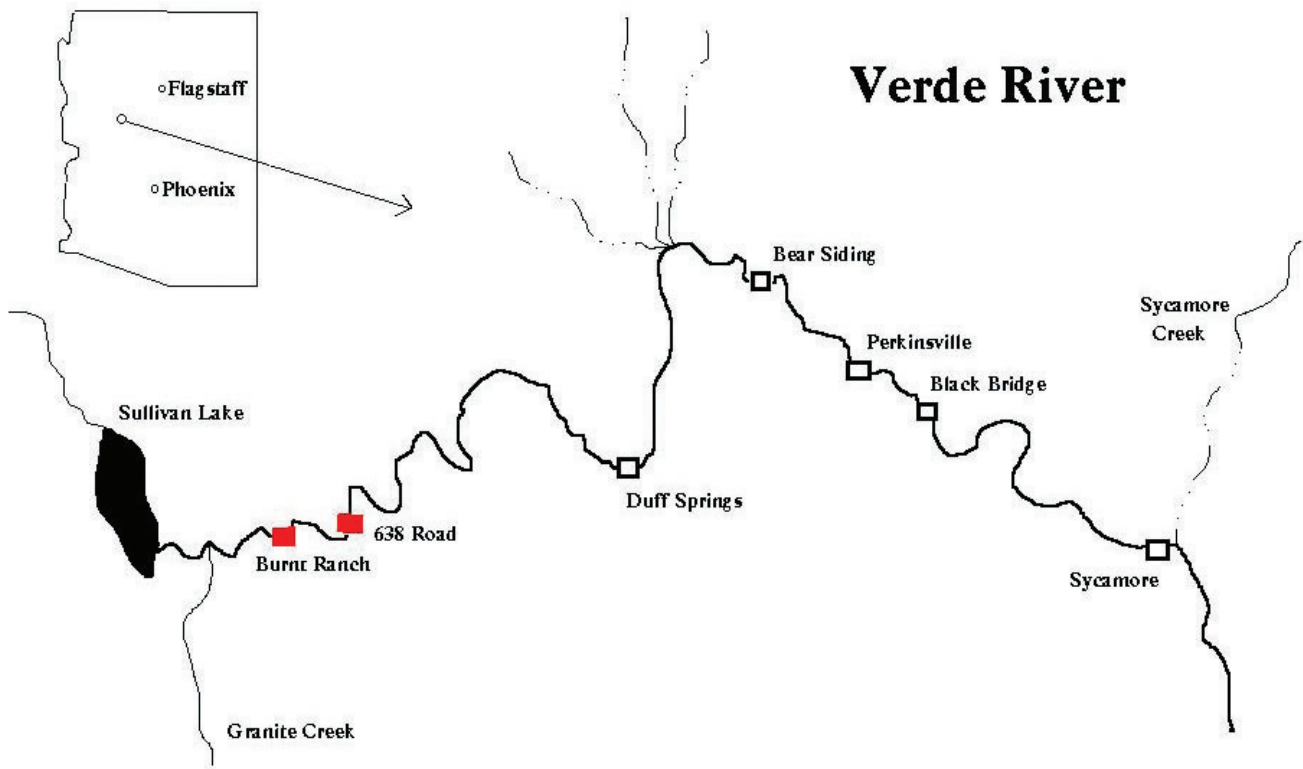 Verde River
Flagstaff
Phoenix
Bear Siding
Sycamore
Creek
Perkinsville
Black Bridge
Sullivan Lake
Duff Springs
638 Road
Burnt Ranch
Sycamore
Granite Creek